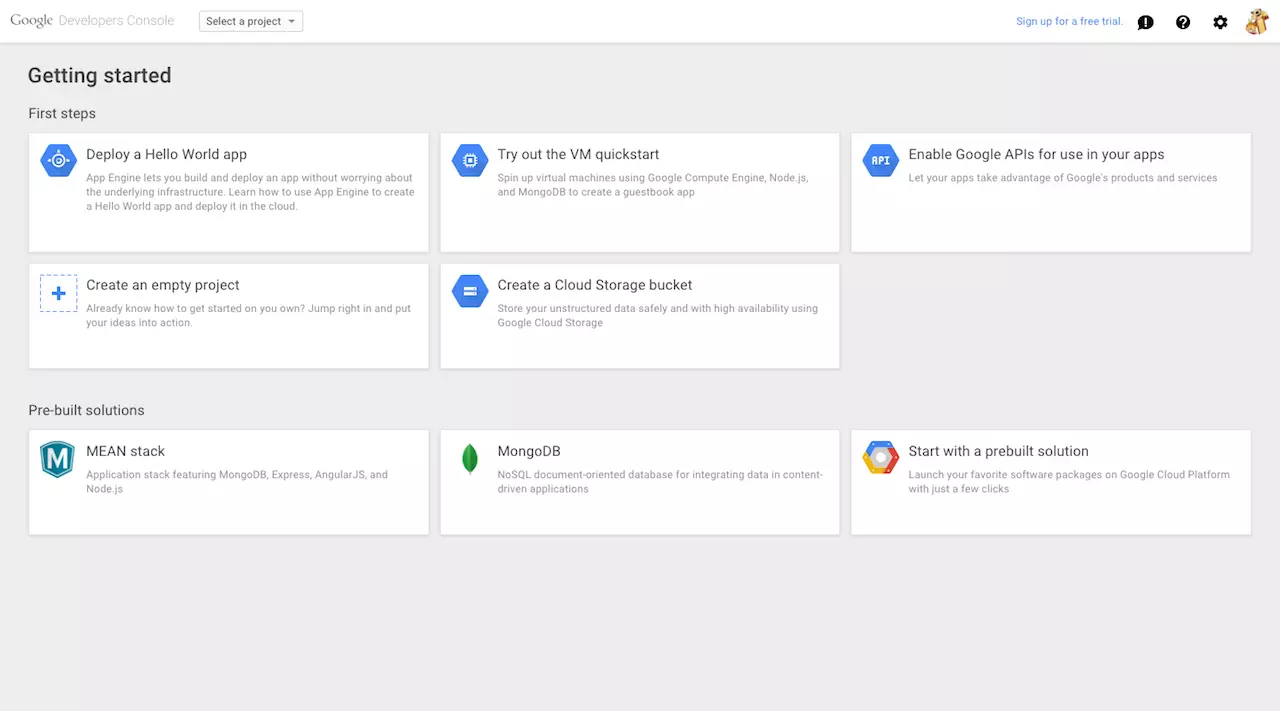 Google Developers Console
Select a project
Sign up for a free trial.
Getting started
First steps
Deploy a Hello World app
App Engine lets you build and deploy an app without worrying about
the underlying infrastructure. Learn how to use App Engine to create
a Hello World app and deploy it in the cloud.
Try out the VM quickstart
Spin up virtual machines using Google Compute Engine, Node.js,
and MongoDB to create a guestbook app
API
Enable Google APIs for use in your apps
Let your apps take advantage of Google's products and services
Create an empty project
Already know how to get started on you own? Jump right in and put
your ideas into action.
Create a Cloud Storage bucket
Store your unstructured data safely and with high availability using
Google Cloud Storage
Pre-built solutions
M
MEAN stack
Application stack featuring MongoDB, Express, AngularJS, and
Node.js
MongoDB
NoSQL document-oriented database for integrating data in content-
driven applications
Start with a prebuilt solution
Launch your favorite software packages on Google Cloud Platform
with just a few clicks